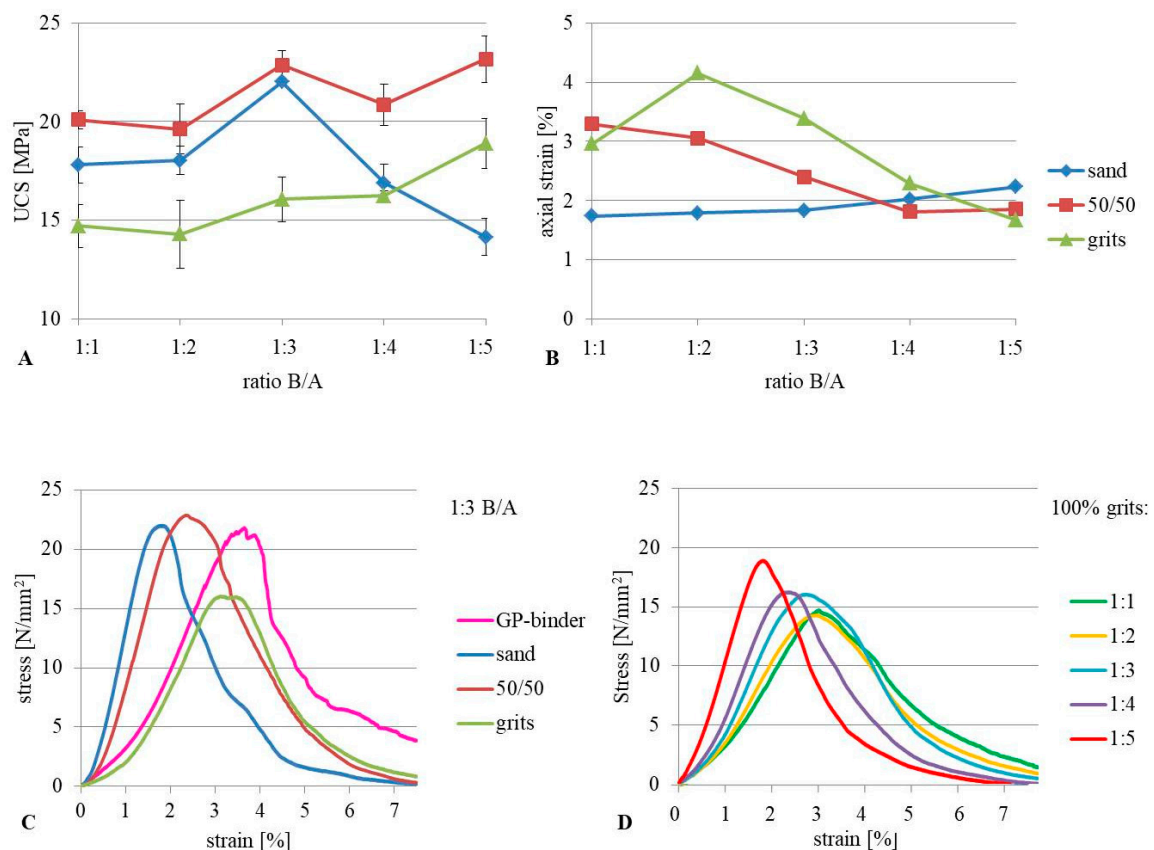 25
20
15
10
UCS [MPa]
1:1 1:2 1:3 1:4 1:5
A
ratio B/A
5
4
3
2
1
0
axial strain [%]
1:1 1:2 1:3 1:4 1:5
B
ratio B/A
sand
50/50
grits
25
20
15
10
5
0
stress [N/mm²]
0 1 2 3 4 5 6 7
C
strain [%]
1:3 B/A
GP-binder
sand
50/50
grits
25
20
15
10
5
0
Stress [N/mm²]
0 1 2 3 4 5 6 7
D
strain [%]
100% grits:
1:1
1:2
1:3
1:4
1:5